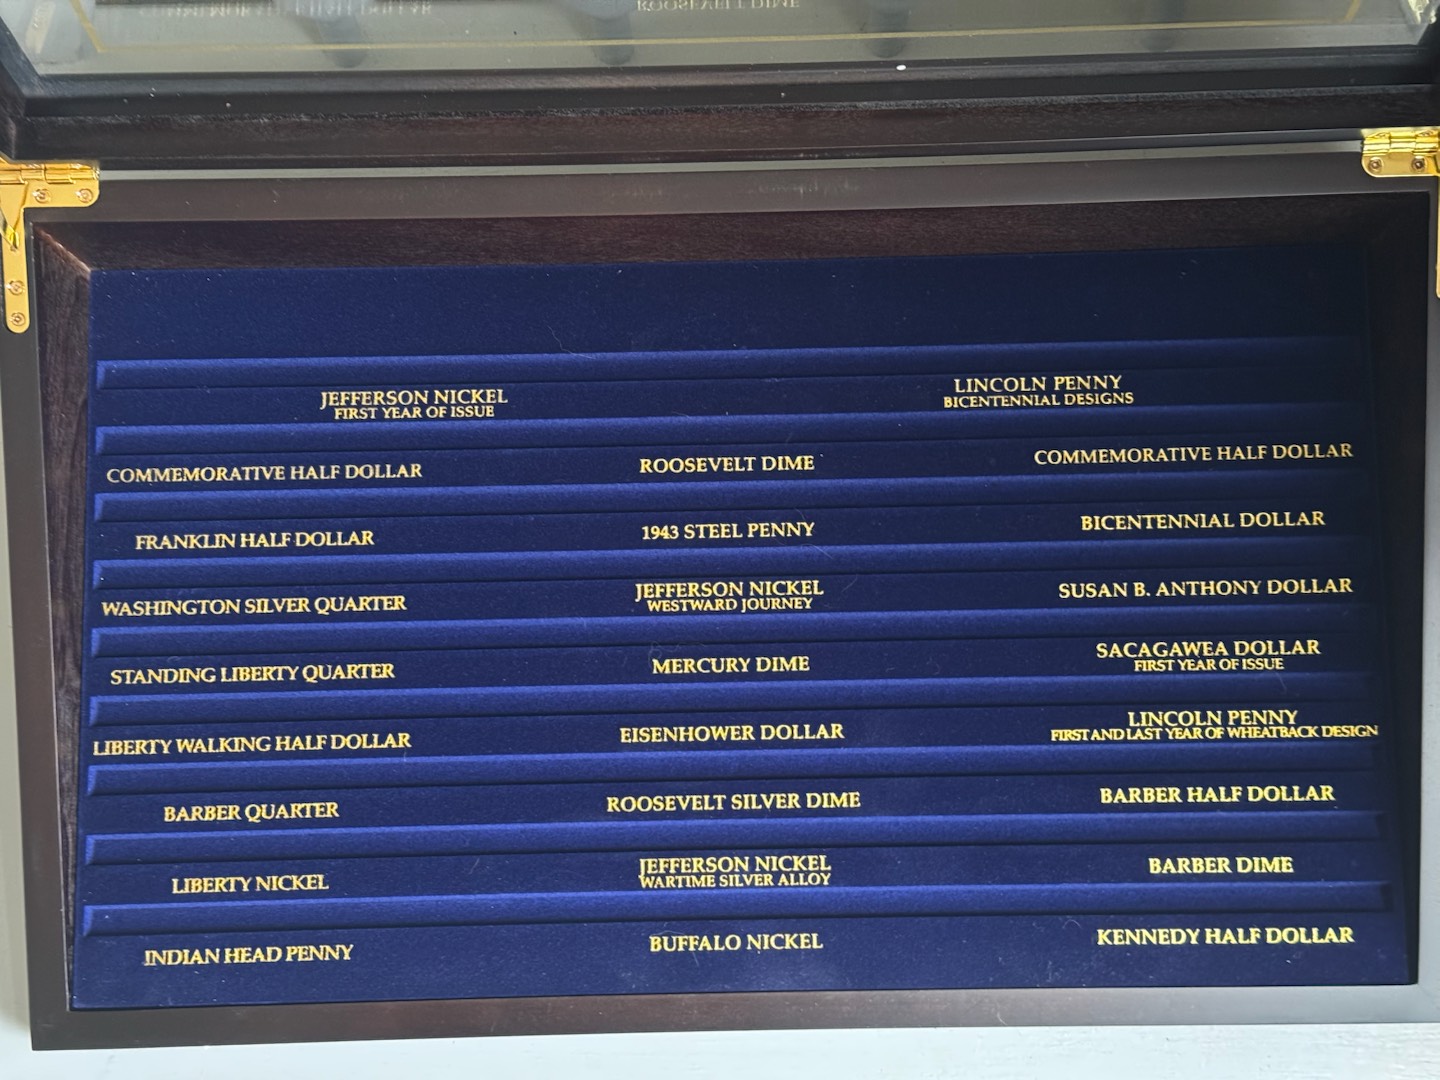 ROOSEVELT DIME
JEFFERSON NICKEL
FIRST YEAR OF ISSUE
LINCOLN PENNY
BICENTENNIAL DESIGNS
COMMEMORATIVE HALF DOLLAR
ROOSEVELT DIME
COMMEMORATIVE HALF DOLLAR
FRANKLIN HALF DOLLAR
1943 STEEL PENNY
BICENTENNIAL DOLLAR
WASHINGTON SILVER QUARTER
JEFFERSON NICKEL
WESTWARD JOURNEY
SUSAN B. ANTHONY DOLLAR
STANDING LIBERTY QUARTER
MERCURY DIME
SACAGAWEA DOLLAR
FIRST YEAR OF ISSUE
LIBERTY WALKING HALF DOLLAR
EISENHOWER DOLLAR
LINCOLN PENNY
FIRST AND LAST YEAR OF WHEATBACK DESIGN
BARBER QUARTER
ROOSEVELT SILVER DIME
BARBER HALF DOLLAR
LIBERTY NICKEL
JEFFERSON NICKEL
WARTIME SILVER ALLOY
BARBER DIME
INDIAN HEAD PENNY
BUFFALO NICKEL
KENNEDY HALF DOLLAR